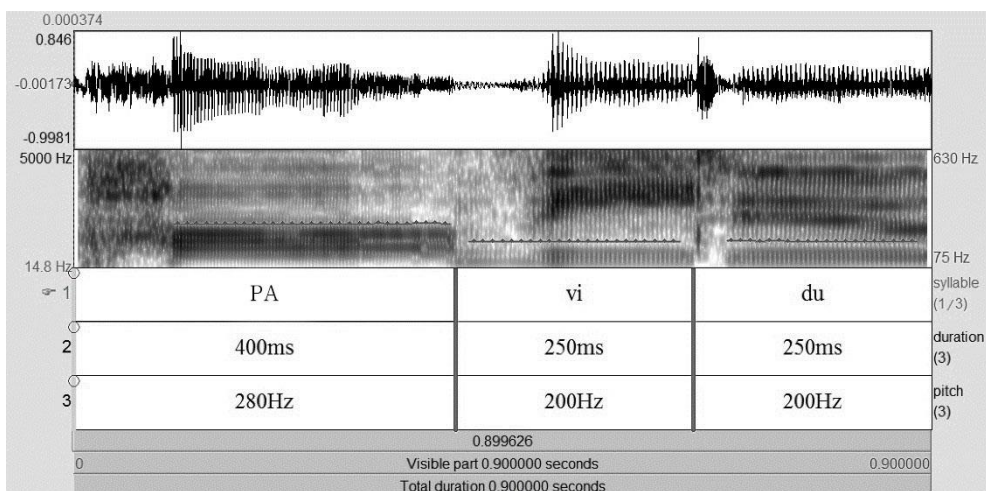 0.000374
0.846
-0.00173
-0.9981
5000 Hz 630 Hz
14.8 Hz 75 Hz
☞ 1 PA vi du syllable
(1/3)
2 400ms 250ms 250ms duration
(3)
3 280Hz 200Hz 200Hz pitch
(3)
0.899626
0 Visible part 0.900000 seconds 0.900000
Total duration 0.900000 seconds